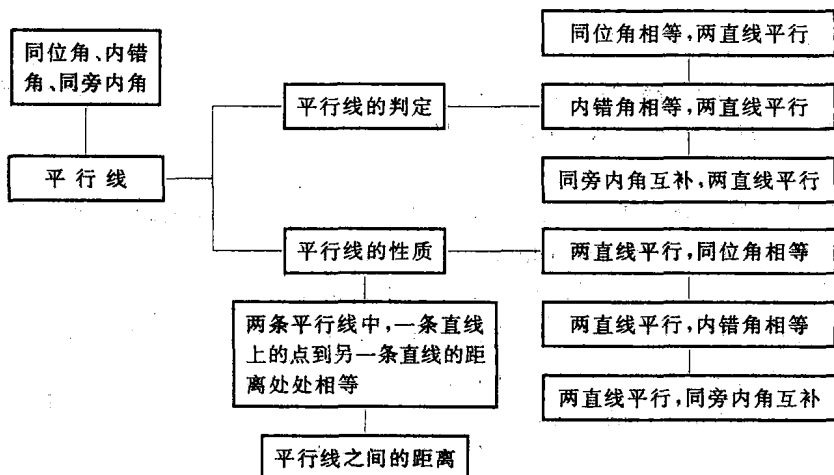 同位角、内错
角、同旁内角
平行线
平行线的判定
同位角相等,两直线平行
内错角相等,两直线平行
同旁内角互补,两直线平行
平行线的性质
两直线平行,同位角相等
两直线平行,内错角相等
两直线平行,同旁内角互补
两条平行线中,一条直线
上的点到另一条直线的距
离处处相等
平行线之间的距离